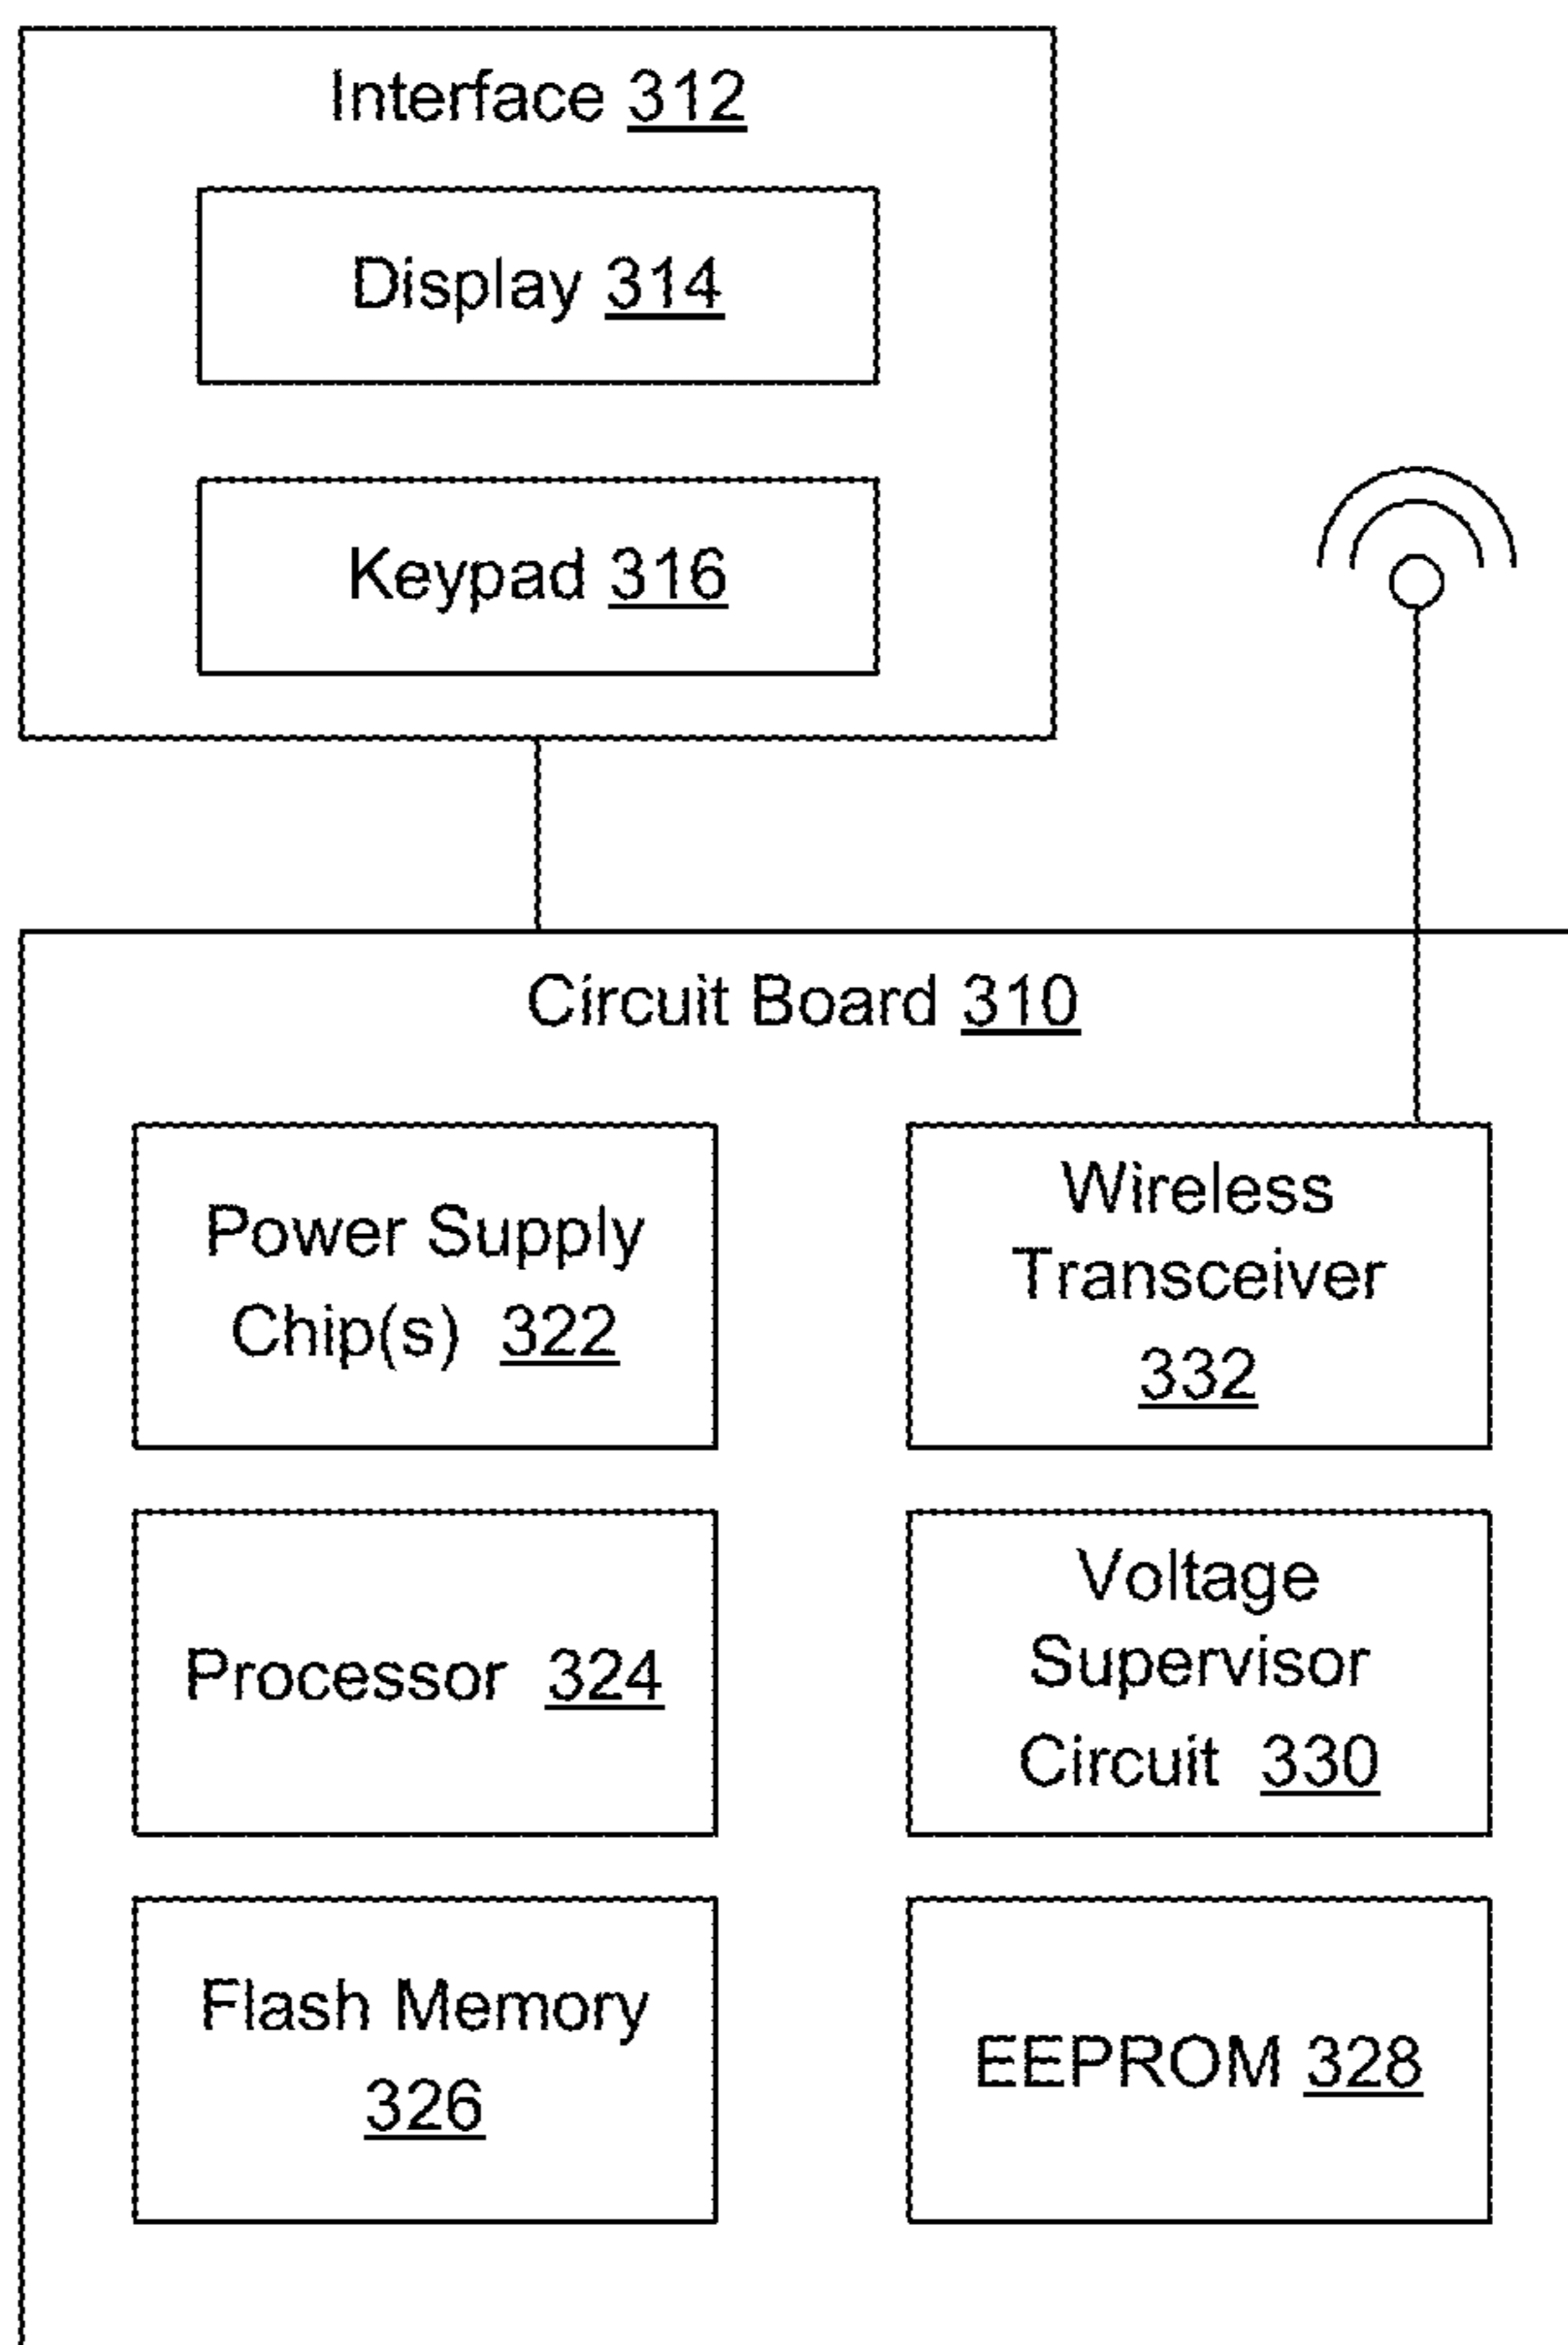 Interface 312
Display 314
Keypad 316
Circuit Board 310
Power Supply
Chip(s) 322
Wireless
Transceiver
332
Processor 324
Voltage
Supervisor
Circuit 330
Flash Memory
326
EEPROM 328